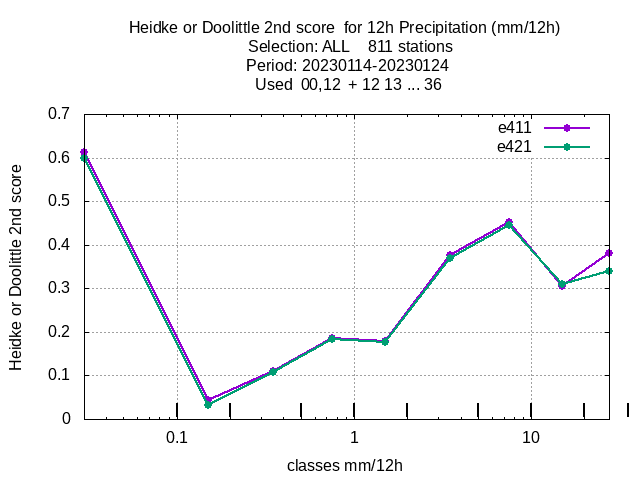 Heidke or Doolittle 2nd score  for 12h Precipitation (mm/12h)
Selection: ALL    811 stations
Period: 20230114-20230124
Used  00,12  + 12 13 ... 36
e411
e421
0.7
0.6
0.5
0.4
0.3
0.2
0.1
0
Heidke or Doolittle 2nd score
0.1
1
10
classes mm/12h